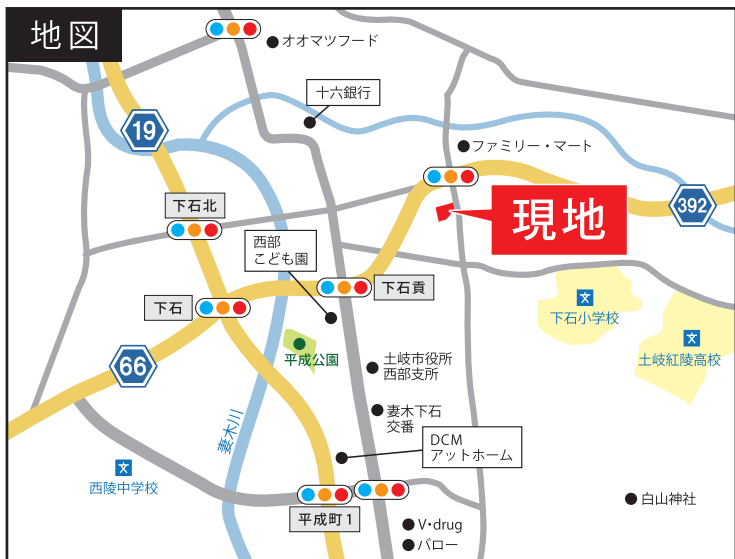 地図
オオマツフード
十六銀行
19
ファミリー・マート
下石北
392
現地
西部
こども園
下石
下石貢
下石小学校
土岐紅陵高校
平成公園
66
土岐市役所
西部支所
妻木下石
交番
妻木川
DCM
アットホーム
西陵中学校
白山神社
平成町1
V・drug
バロー